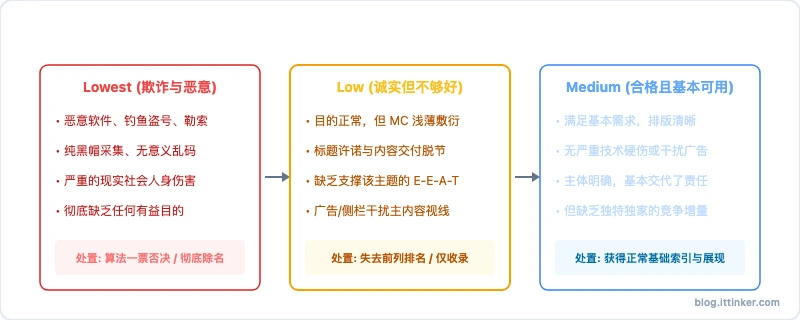 Lowest (欺诈与恶意)
• 恶意软件、钓鱼盗号、勒索
• 纯黑帽采集、无意义乱码
• 严重的现实社会人身伤害
• 彻底缺乏任何有益目的
处置: 算法一票否决 / 彻底除名
Low (诚实但不够好)
• 目的正常，但 MC 浅薄敷衍
• 标题许诺与内容交付脱节
• 缺乏支撑该主题的 E-E-A-T
• 广告/侧栏干扰主内容视线
处置: 失去前列排名 / 仅收录
Medium (合格且基本可用)
• 满足基本需求，排版清晰
• 无严重技术硬伤或干扰广告
• 主体明确，基本交代了责任
• 但缺乏独特独家的竞争增量
处置: 获得正常基础索引与展现
blog.ittinker.com